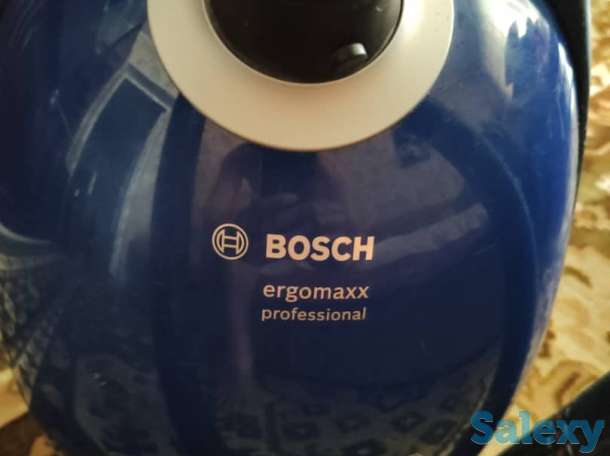 BOSCH
ergomaxx
professional
Salexy